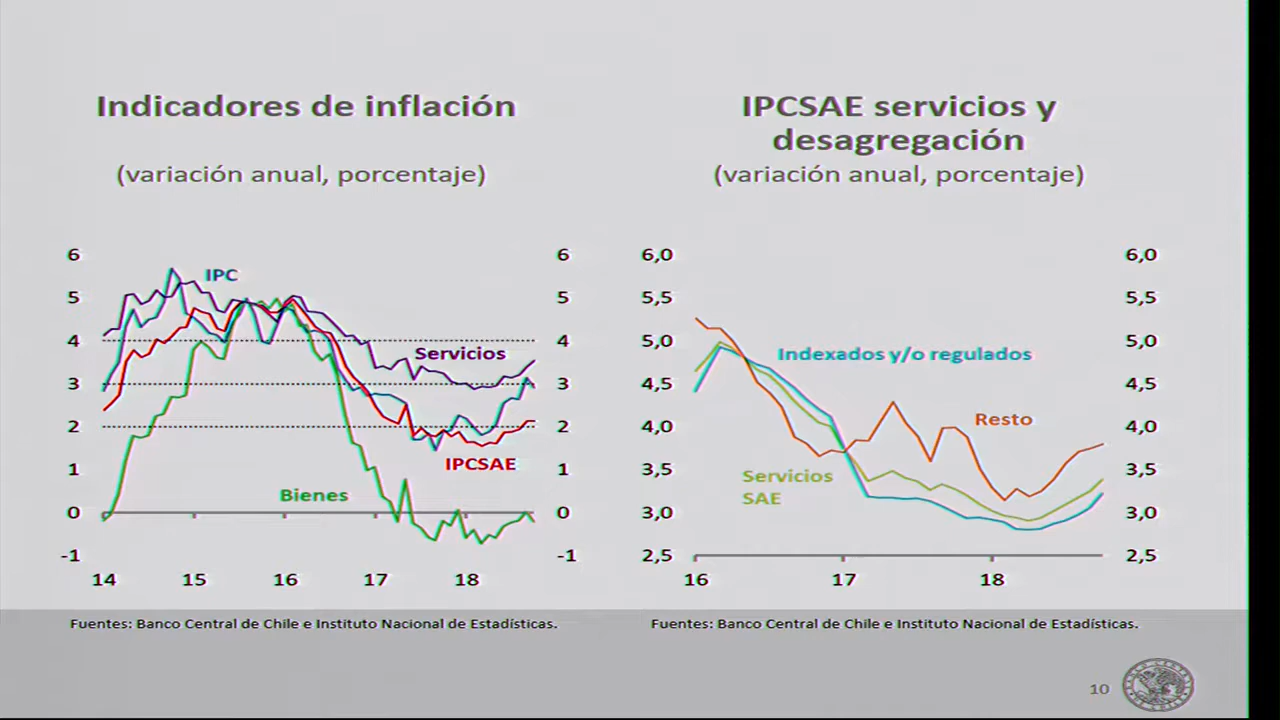 Indicadores de inflación
(variación anual, porcentaje)
6 6
5 5
4 4
3 3
2 2
1 1
0 0
-1 -1
IPC
Servicios
IPCSAE
Bienes
14 15 16 17 18
Fuentes: Banco Central de Chile e Instituto Nacional de Estadísticas.
IPCSAE servicios y
desagregación
(variación anual, porcentaje)
6,0 6,0
5,5 5,5
5,0 5,0
4,5 4,5
4,0 4,0
3,5 3,5
3,0 3,0
2,5 2,5
Indexados y/o regulados
Resto
Servicios
SAE
16 17 18
Fuentes: Banco Central de Chile e Instituto Nacional de Estadísticas.
10